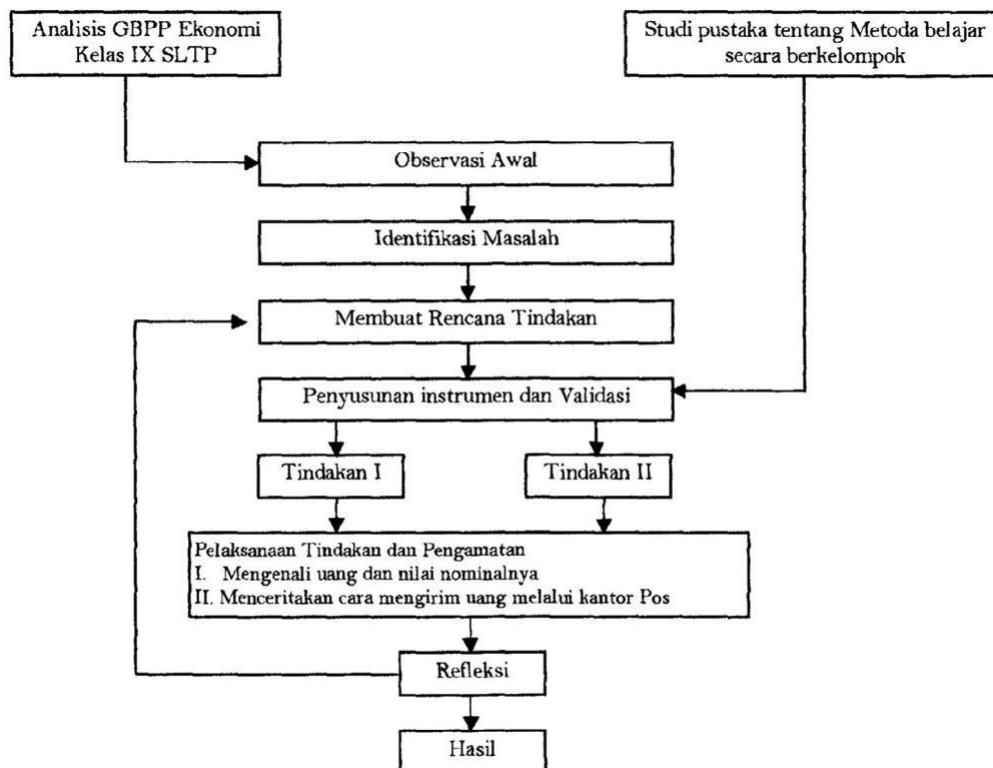 Analisis GBPP Ekonomi
Kelas IX SLTP
Studi pustaka tentang Metoda belajar
secara berkelompok
Observasi Awal
Identifikasi Masalah
Membuat Rencana Tindakan
Penyusunan instrumen dan Validasi
Tindakan I
Tindakan II
Pelaksanaan Tindakan dan Pengamatan
I. Mengenali uang dan nilai nominalnya
II. Menceritakan cara mengirim uang melalui kantor Pos
Refleksi
Hasil